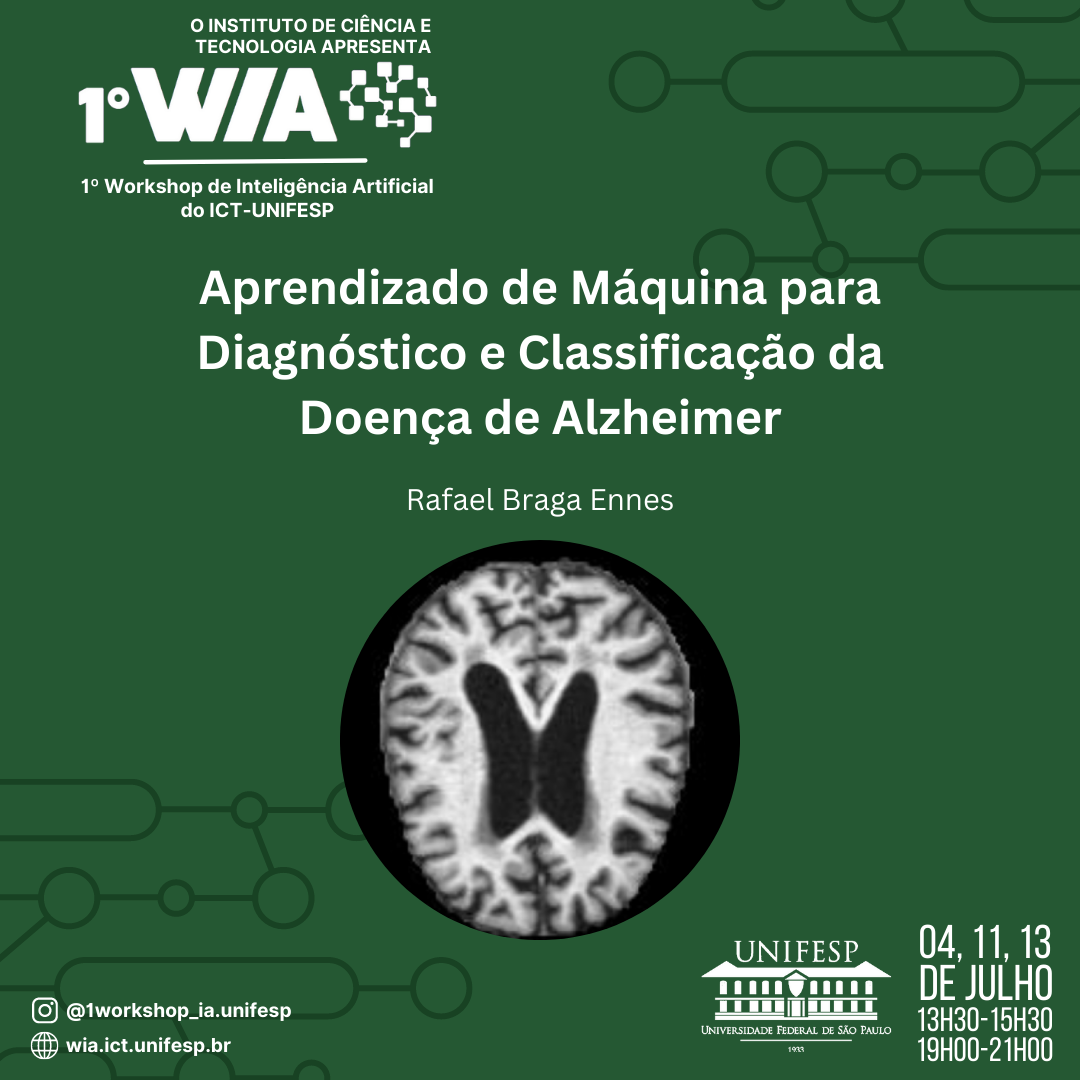 O INSTITUTO DE CIÊNCIA E
TECNOLOGIA APRESENTA
1º WIA
1º Workshop de Inteligência Artificial
do ICT-UNIFESP
Aprendizado de Máquina para
Diagnóstico e Classificação da
Doença de Alzheimer
Rafael Braga Ennes
@1workshop_ia.unifesp
wia.ict.unifesp.br
UNIFESP
UNIVERSIDADE FEDERAL DE SÃO PAULO
1933
04, 11, 13
DE JULHO
13H30-15H30
19H00-21H00